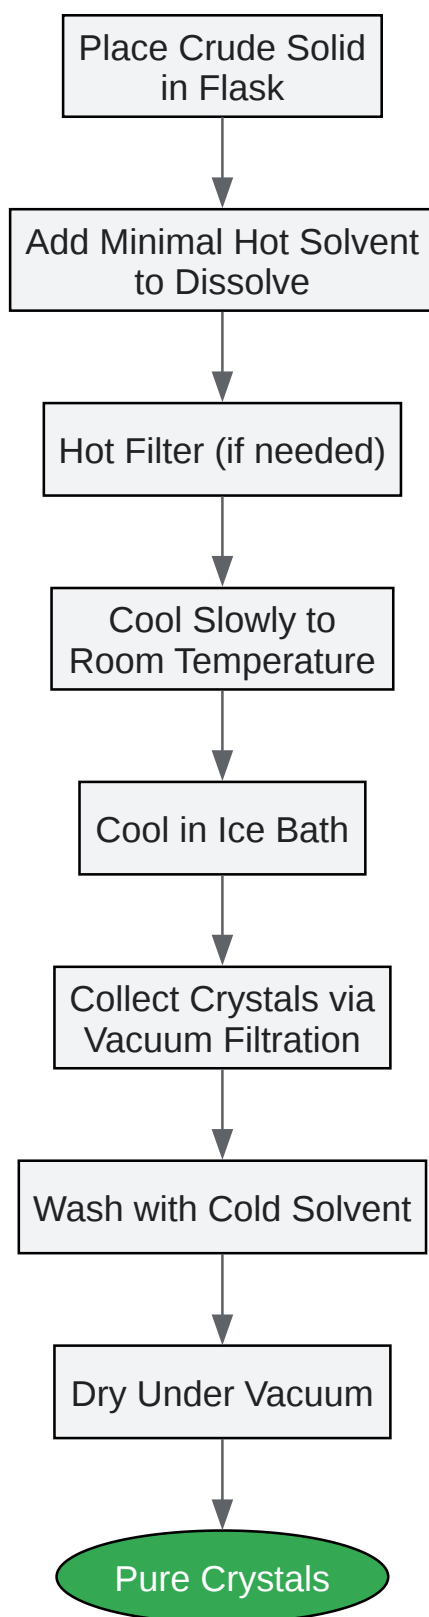 Place Crude Solid
in Flask
Add Minimal Hot Solvent
to Dissolve
Hot Filter (if needed)
Cool Slowly to
Room Temperature
Cool in Ice Bath
Collect Crystals via
Vacuum Filtration
Wash with Cold Solvent
Dry Under Vacuum
Pure Crystals